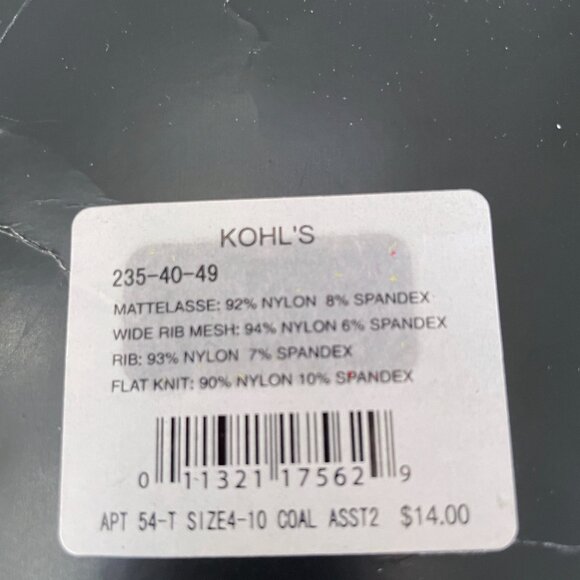 KOHL'S
235-40-49
MATTELASSE: 92% NYLON 8% SPANDEX
WIDE RIB MESH: 94% NYLON 6% SPANDEX
RIB: 93% NYLON 7% SPANDEX
FLAT KNIT: 90% NYLON 10% SPANDEX
0 11321 17562 9
APT 54-T SIZE4-10 COAL ASST2 $14.00